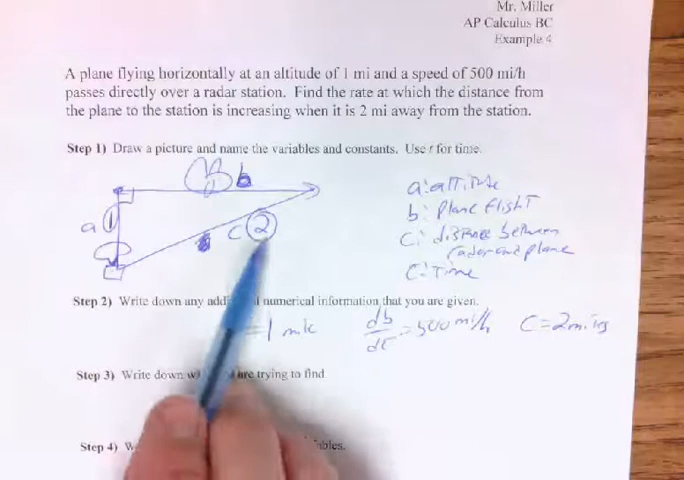 Mr. Miller
AP Calculus BC
Example 4
A plane flying horizontally at an altitude of 1 mi and a speed of 500 mi/h
passes directly over a radar station. Find the rate at which the distance from
the plane to the station is increasing when it is 2 mi away from the station.
Step 1) Draw a picture and name the variables and constants. Use t for time.
b
a 1
c 2
b: Plane flight
c: distance between
radar and plane
t: Time
Step 2) Write down any numerical information that you are given.
= 1 mile db/dt = 500 mi/h c = 2 miles
Step 3) Write down are trying to find
Step 4)